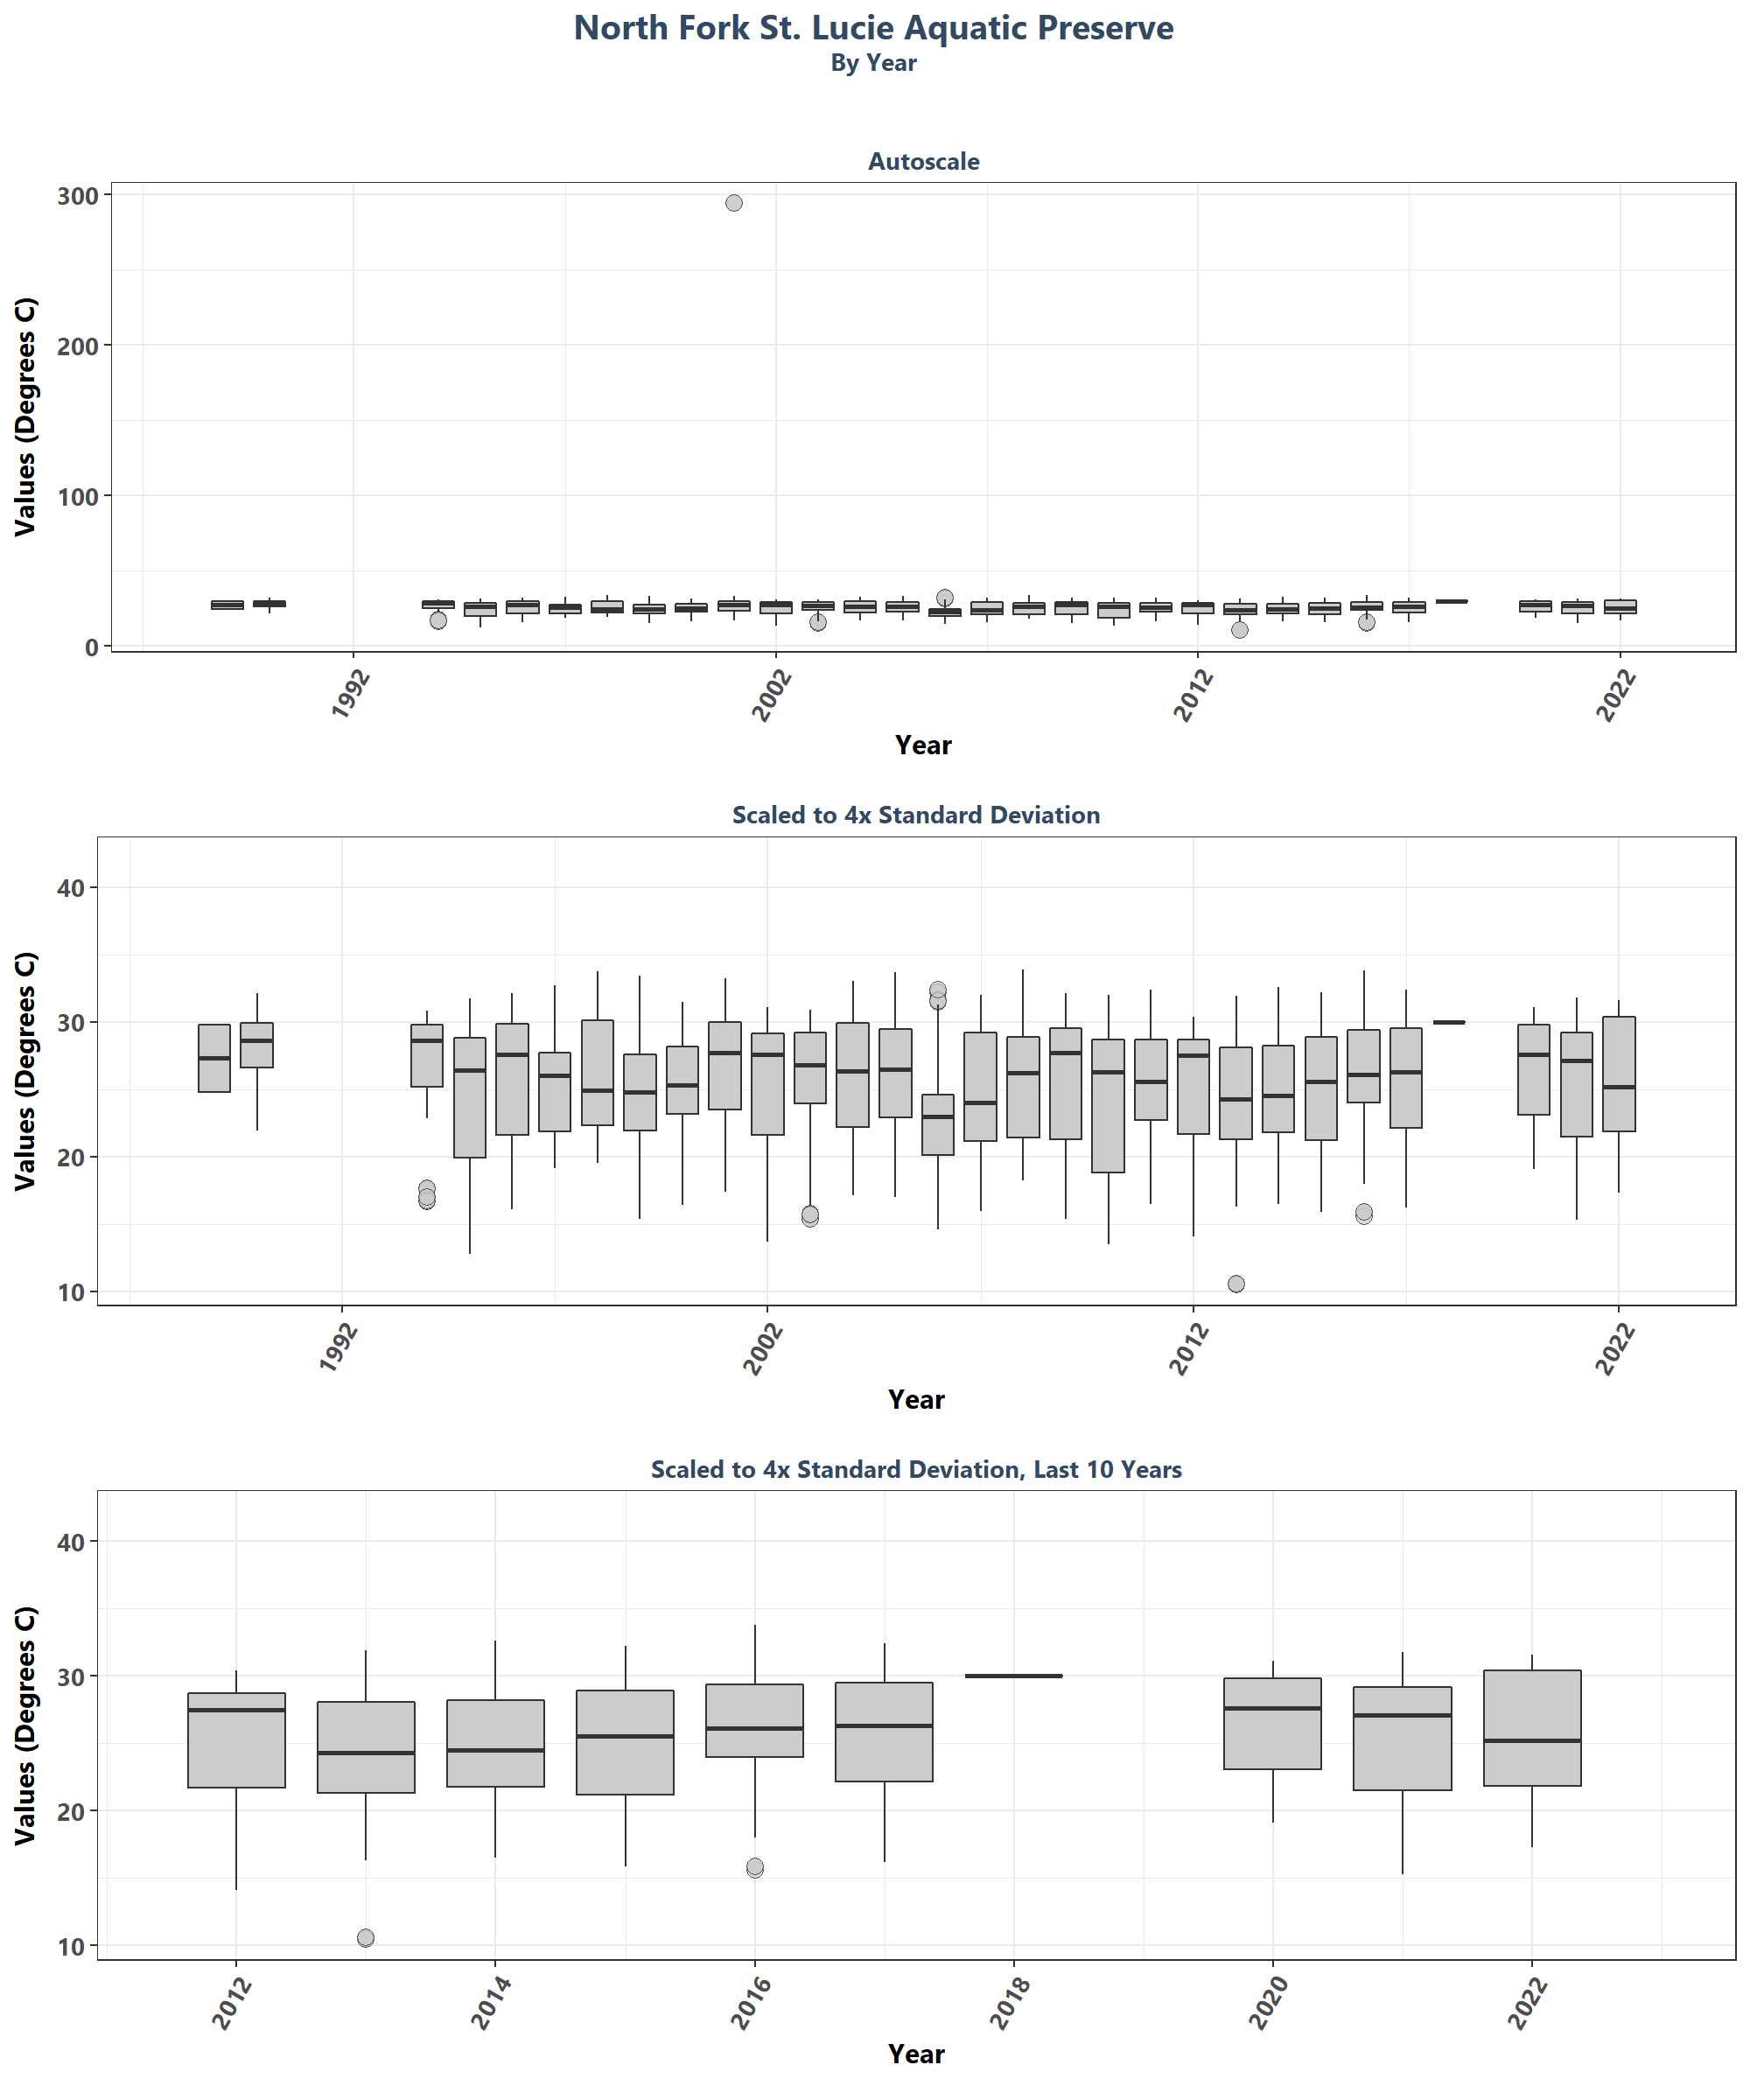 North Fork St. Lucie Aquatic Preserve
By Year
Autoscale
Values (Degrees C)
300
200
100
0
1992
2002
2012
2022
Year
Scaled to 4x Standard Deviation
Values (Degrees C)
40
30
20
10
1992
2002
2012
2022
Year
Scaled to 4x Standard Deviation, Last 10 Years
Values (Degrees C)
40
30
20
10
2012
2014
2016
2018
2020
2022
Year